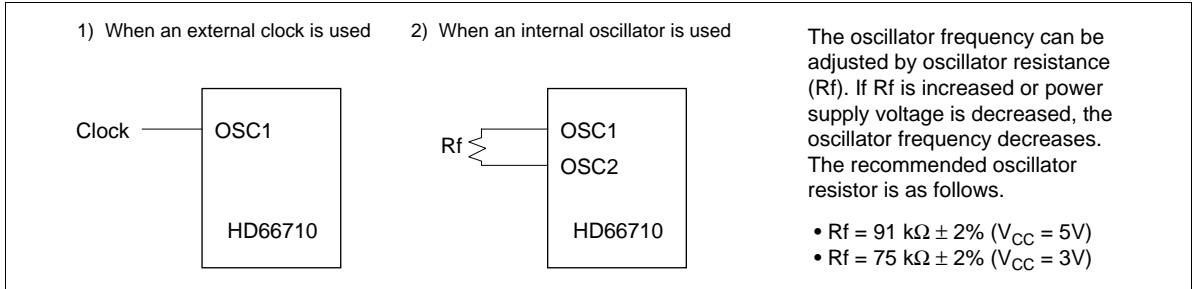 1) When an external clock is used
2) When an internal oscillator is used
Clock
OSC1
HD66710
Rf
OSC1
OSC2
HD66710
The oscillator frequency can be
adjusted by oscillator resistance
(Rf). If Rf is increased or power
supply voltage is decreased, the
oscillator frequency decreases.
The recommended oscillator
resistor is as follows.
• Rf = 91 kΩ ± 2% (VCC = 5V)
• Rf = 75 kΩ ± 2% (VCC = 3V)